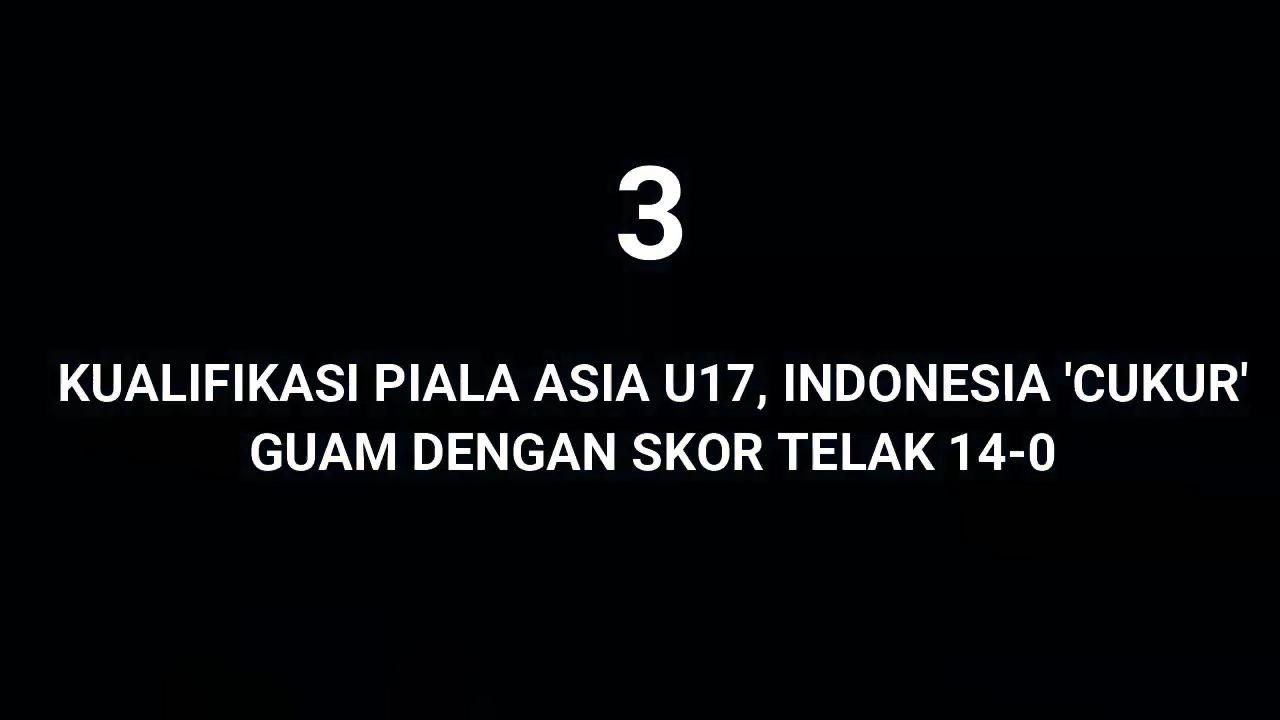 3
KUALIFIKASI PIALA ASIA U17, INDONESIA 'CUKUR'
GUAM DENGAN SKOR TELAK 14-0